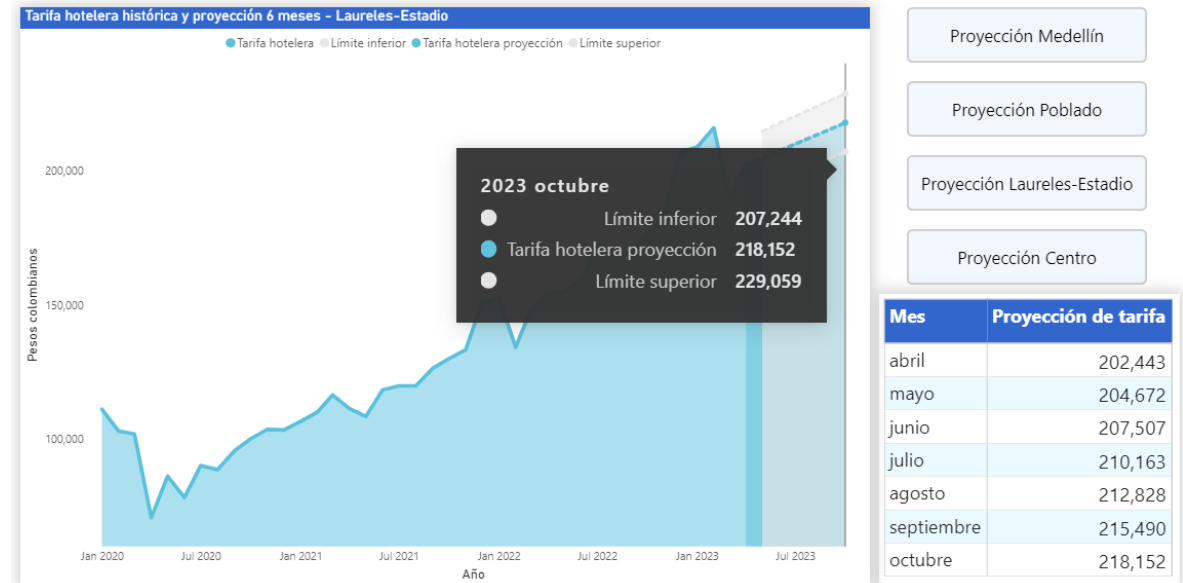 Tarifa hotelera histórica y proyección 6 meses - Laureles-Estadio
Tarifa hotelera Límite inferior Tarifa hotelera proyección Límite superior
200,000
150,000
100,000
Pesos colombianos
2023 octubre
Límite inferior 207,244
Tarifa hotelera proyección 218,152
Límite superior 229,059
Jan 2020 Jul 2020 Jan 2021 Jul 2021 Jan 2022 Jul 2022 Jan 2023 Jul 2023
Año
Proyección Medellín
Proyección Poblado
Proyección Laureles-Estadio
Proyección Centro
Mes Proyección de tarifa
abril 202,443
mayo 204,672
junio 207,507
julio 210,163
agosto 212,828
septiembre 215,490
octubre 218,152